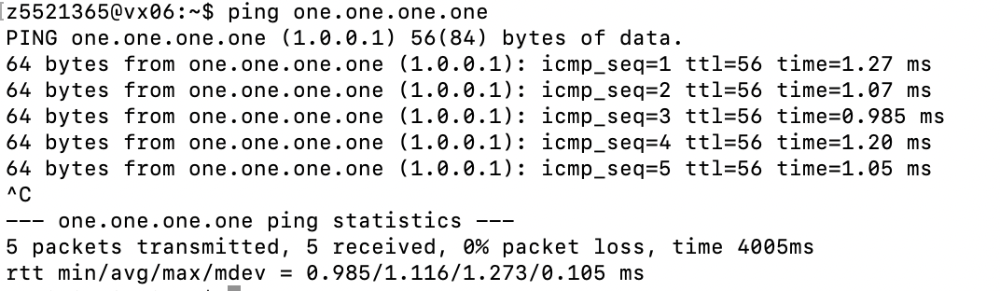 z5521365@vx06:~$ ping one.one.one.one
PING one.one.one.one (1.0.0.1) 56(84) bytes of data.
64 bytes from one.one.one.one (1.0.0.1): icmp_seq=1 ttl=56 time=1.27 ms
64 bytes from one.one.one.one (1.0.0.1): icmp_seq=2 ttl=56 time=1.07 ms
64 bytes from one.one.one.one (1.0.0.1): icmp_seq=3 ttl=56 time=0.985 ms
64 bytes from one.one.one.one (1.0.0.1): icmp_seq=4 ttl=56 time=1.20 ms
64 bytes from one.one.one.one (1.0.0.1): icmp_seq=5 ttl=56 time=1.05 ms
^C
--- one.one.one.one ping statistics ---
5 packets transmitted, 5 received, 0% packet loss, time 4005ms
rtt min/avg/max/mdev = 0.985/1.116/1.273/0.105 ms